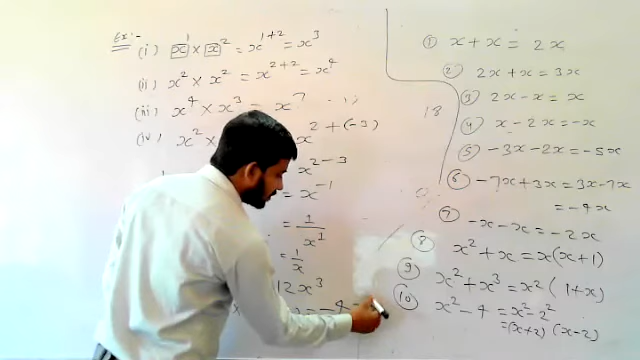 Ex:-
(i) x¹ × x² = x¹⁺² = x³
(ii) x² × x² = x²⁺² = x⁴
(iii) x⁴ × x³ = x⁷
(iv) x² × x²⁺⁽⁻³⁾
x²⁻³
= x⁻¹
= 1/x¹
= 1/x
12x³
= -4
① x + x = 2x
② 2x + x = 3x
③ 2x - x = x
④ x - 2x = -x
⑤ -3x - 2x = -5x
⑥ -7x + 3x = 3x - 7x
= -4x
⑦ -x - x = -2x
⑧ x² + x = x(x+1)
⑨ x² + x³ = x² (1+x)
⑩ x² - 4 = x² - 2²
= (x+2) (x-2)